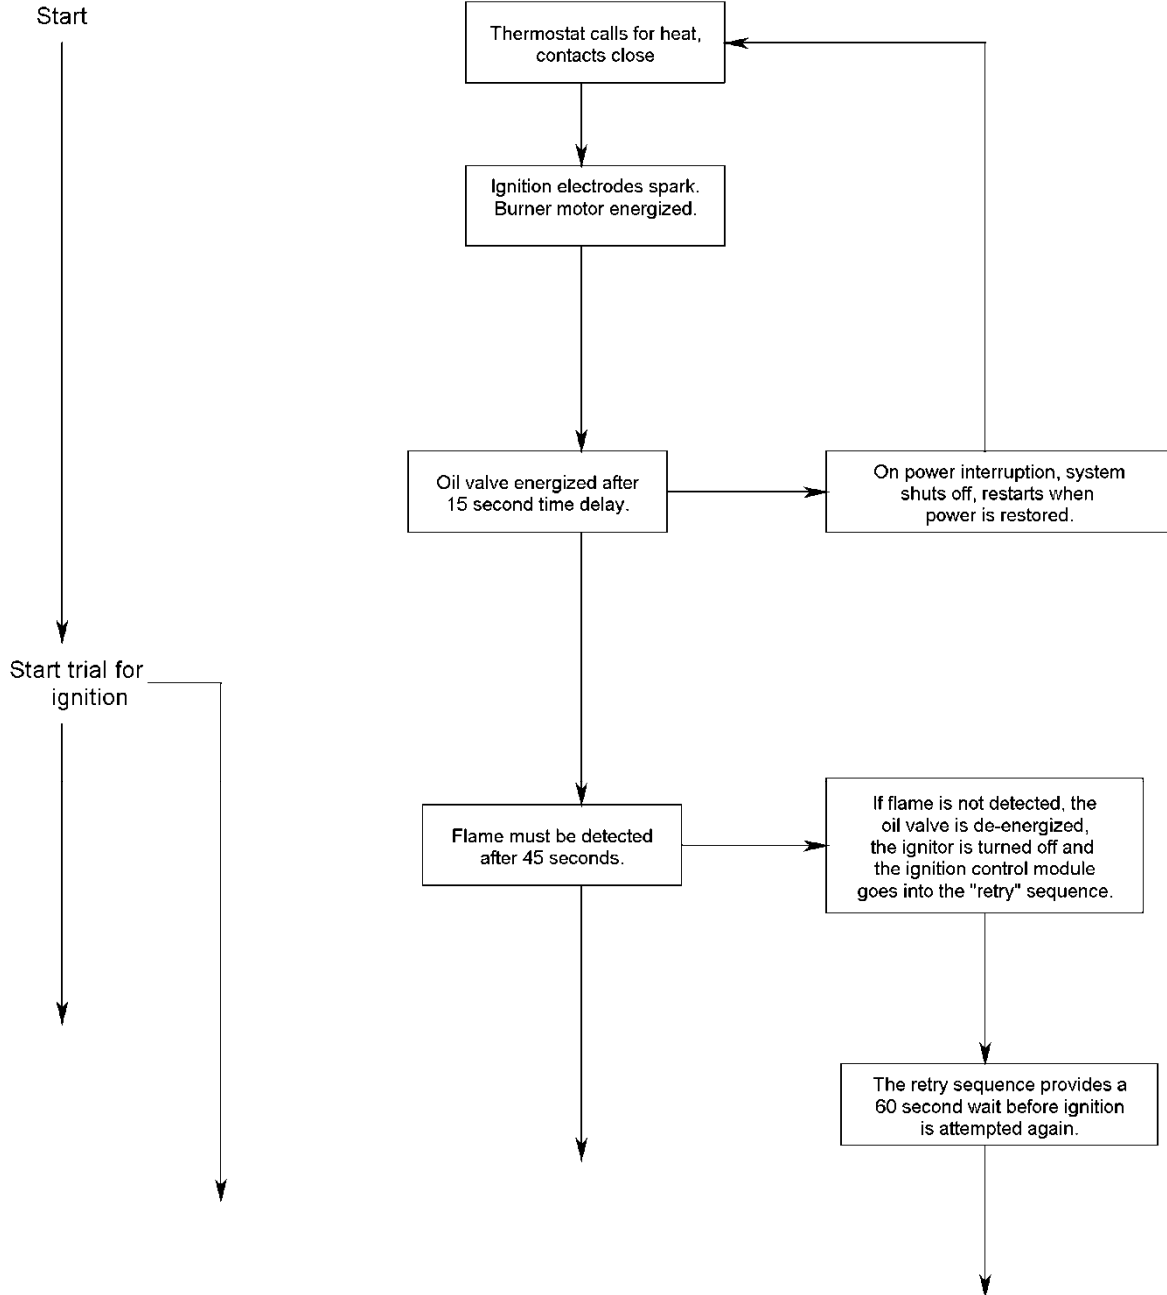 Start
Thermostat calls for heat,
contacts close
Ignition electrodes spark.
Burner motor energized.
Oil valve energized after
15 second time delay.
On power interruption, system
shuts off, restarts when
power is restored.
Start trial for
ignition
Flame must be detected
after 45 seconds.
If flame is not detected, the
oil valve is de-energized,
the ignitor is turned off and
the ignition control module
goes into the "retry" sequence.
The retry sequence provides a
60 second wait before ignition
is attempted again.